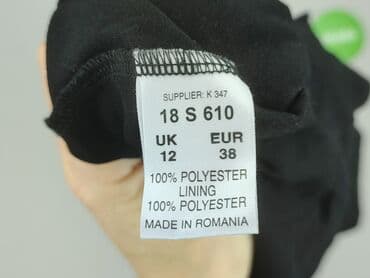 SUPPLIER: K 347
18 S 610
UK EUR
12 38
100% POLYESTER
LINING
100% POLYESTER
MADE IN ROMANIA